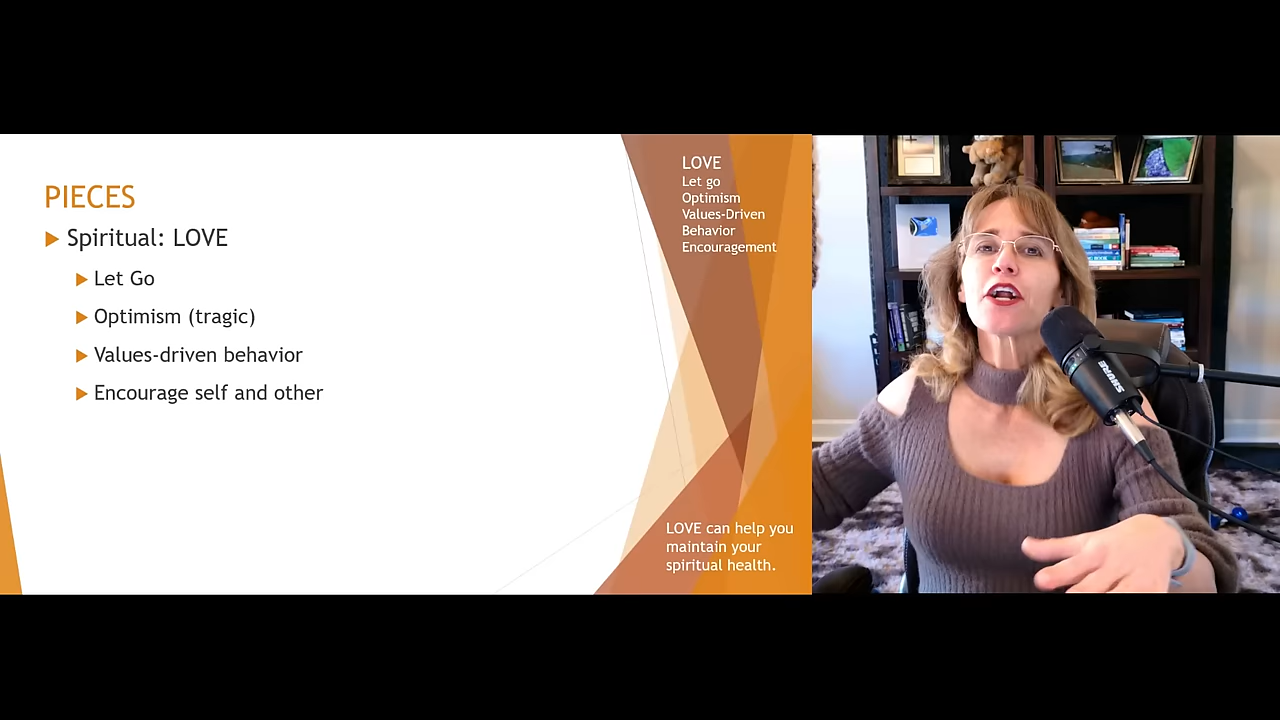 PIECES
Spiritual: LOVE
Let Go
Optimism (tragic)
Values-driven behavior
Encourage self and other
LOVE
Let go
Optimism
Values-Driven
Behavior
Encouragement
LOVE can help you
maintain your
spiritual health.
SHURE